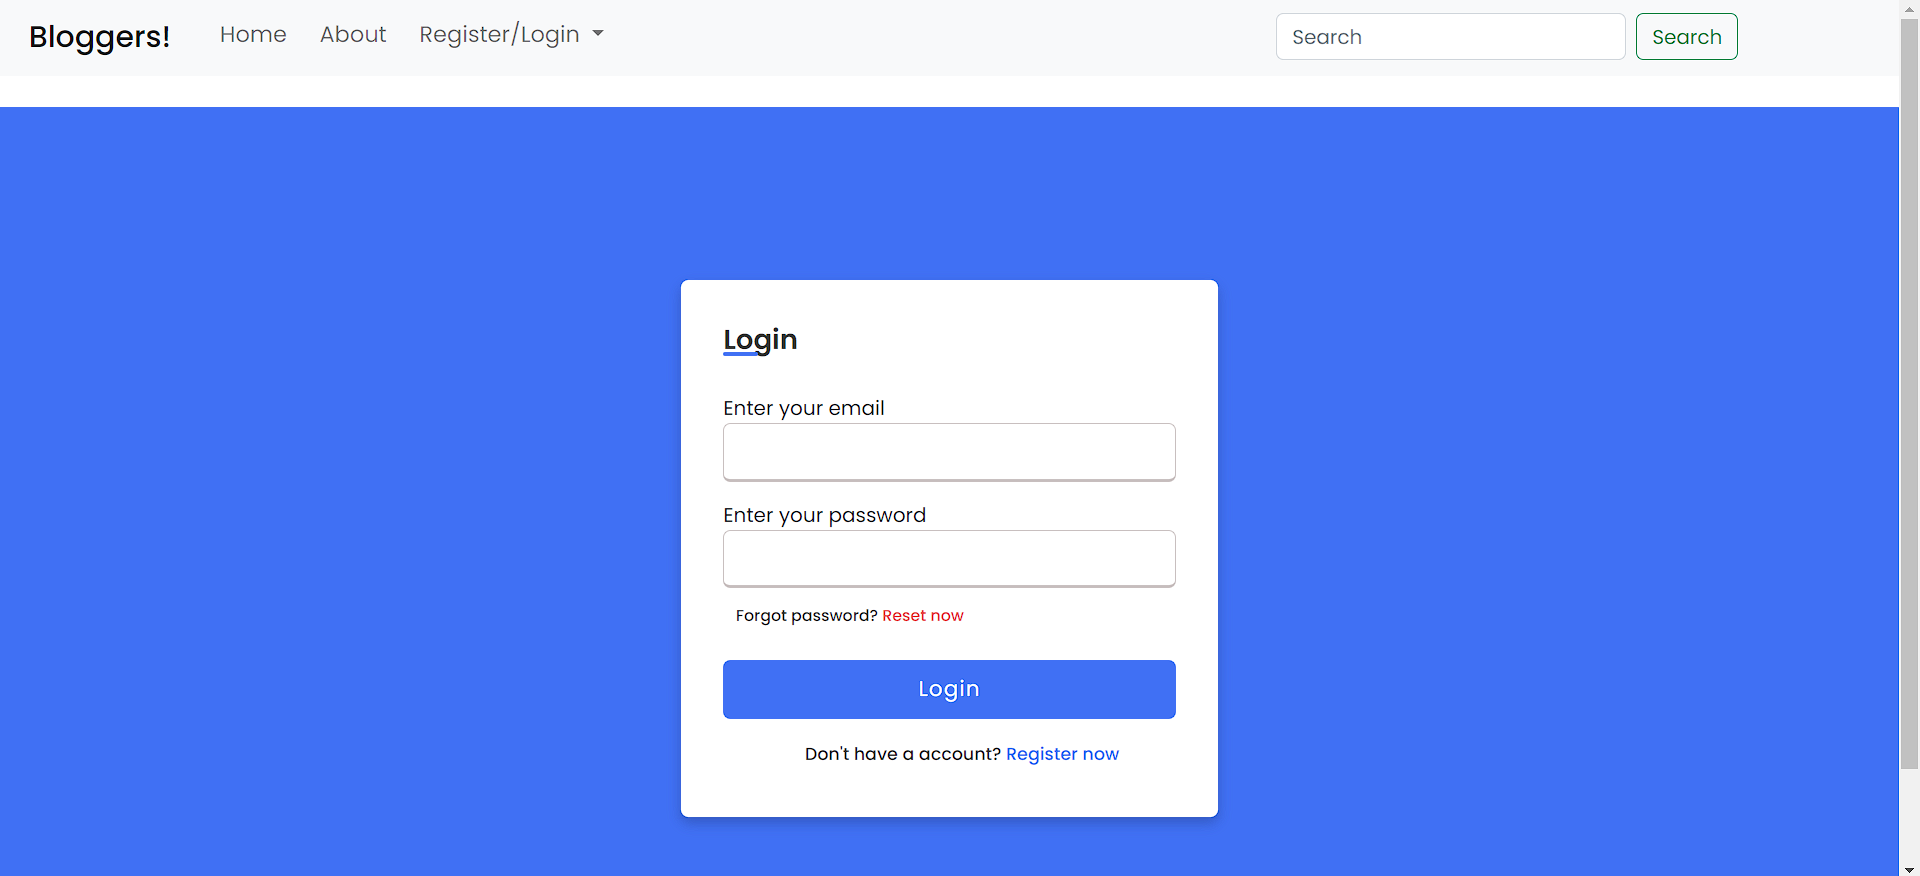 Bloggers! Home About Register/Login Search Search
Login
Enter your email
Enter your password
Forgot password? Reset now
Login
Don't have a account? Register now